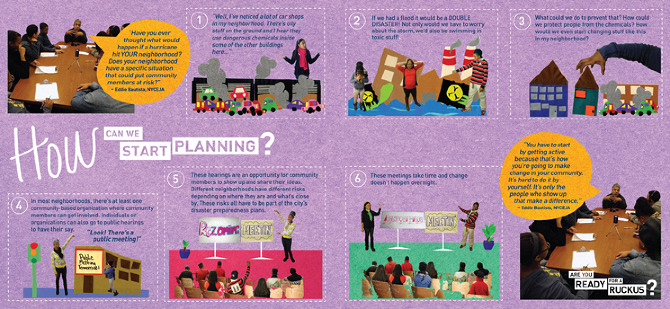 "Have you ever
thought what would
happen if a hurricane
hit YOUR neighborhood?
Does your neighborhood
have a specific situation
that could put community
members at risk?"
- Eddie Bautista, NYCEJA
1
"Well, I've noticed a lot of car shops
in my neighborhood. There's oily
stuff on the ground and I hear they
use dangerous chemicals inside
some of the other buildings
here..."
2
If we had a flood it would be a DOUBLE
DISASTER! Not only would we have to worry
about the storm, we'd also be swimming in
toxic stuff!
3
What could we do to prevent that? How could
we protect people from the chemicals? How
would we even start changing stuff like this
in my neighborhood?
HOW CAN WE
START PLANNING?
4
In most neighborhoods, there's at least one
community-based organization where community
members can get involved. Individuals or
organizations can also go to public hearings
to have their say.
"Look! There's a
public meeting!"
Public
Meeting
Tomorrow!
5
These hearings are an opportunity for community
members to show up and share their ideas.
Different neighborhoods have different risks
depending on where they are and what's close
by. These risks all have to be part of the city's
disaster preparedness plans.
REZONING
MEETING
6
These meetings take time and change
doesn't happen overnight.
MEETING
"You have to start
by getting active
because that's how
you're going to make
change in your community.
It's hard to do it by
yourself. It's only the
people who show up
that make a difference."
- Eddie Bautista, NYCEJA
ARE YOU
READY FOR A
RUCKUS?